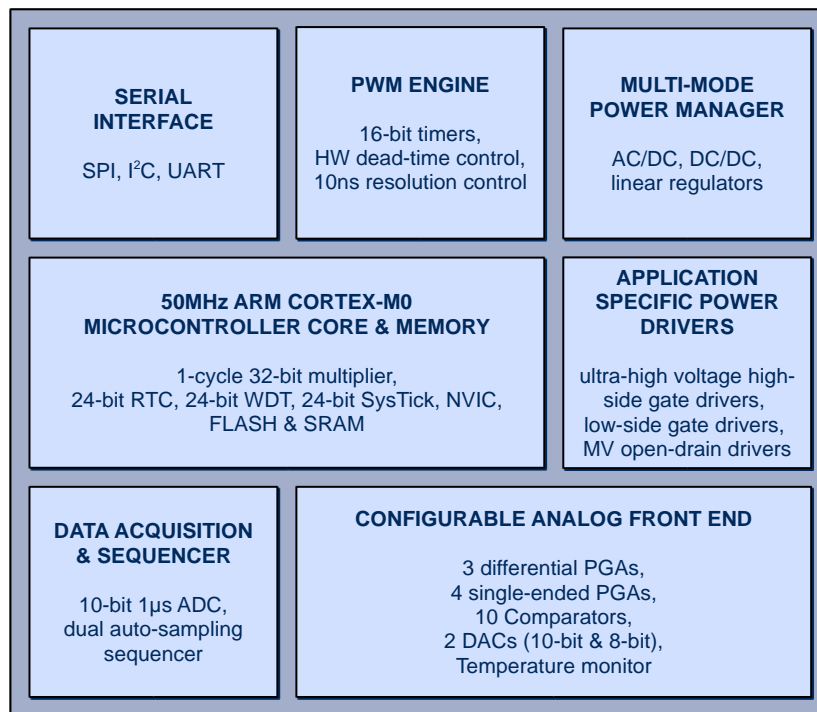 SERIAL
INTERFACE
SPI, I²C, UART
PWM ENGINE
16-bit timers,
HW dead-time control,
10ns resolution control
MULTI-MODE
POWER MANAGER
AC/DC, DC/DC,
linear regulators
50MHz ARM CORTEX-M0
MICROCONTROLLER CORE & MEMORY
1-cycle 32-bit multiplier,
24-bit RTC, 24-bit WDT, 24-bit SysTick, NVIC,
FLASH & SRAM
APPLICATION
SPECIFIC POWER
DRIVERS
ultra-high voltage high-
side gate drivers,
low-side gate drivers,
MV open-drain drivers
DATA ACQUISITION
& SEQUENCER
10-bit 1µs ADC,
dual auto-sampling
sequencer
CONFIGURABLE ANALOG FRONT END
3 differential PGAs,
4 single-ended PGAs,
10 Comparators,
2 DACs (10-bit & 8-bit),
Temperature monitor